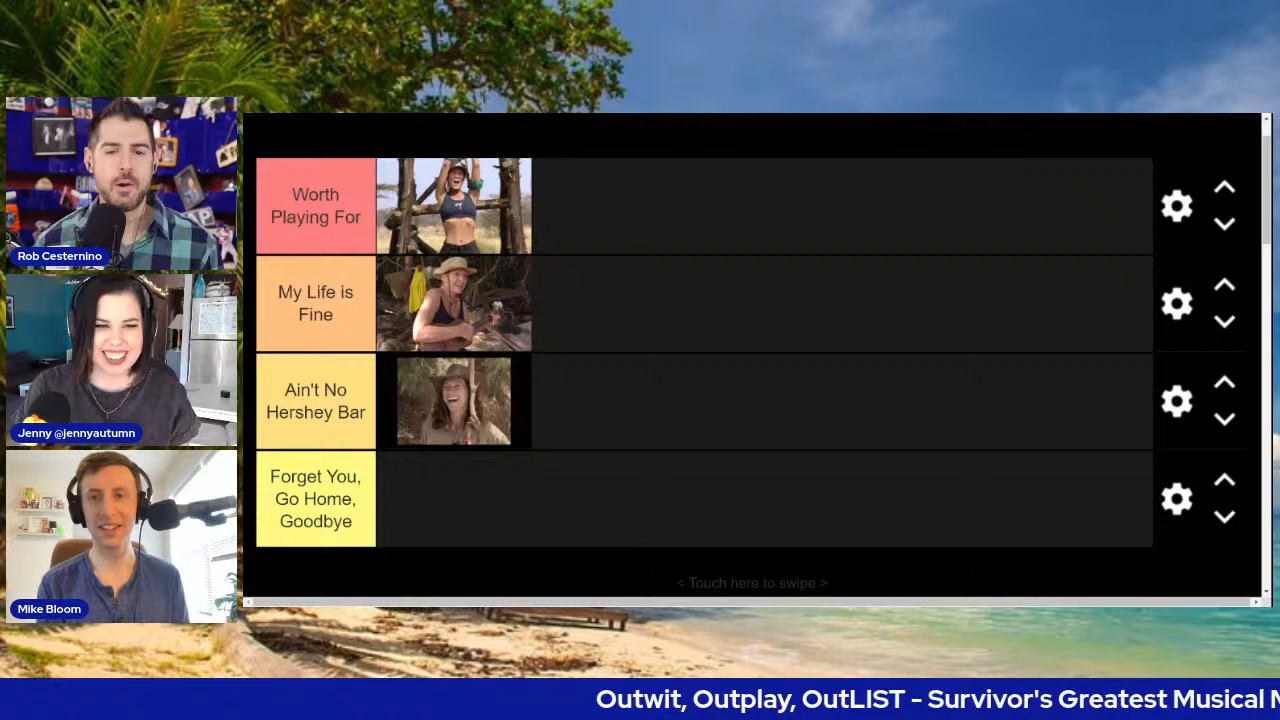 Rob Cesternino
Jenny @jennyautumn
Mike Bloom
Worth
Playing For
My Life is
Fine
Ain't No
Hershey Bar
Forget You,
Go Home,
Goodbye
< Touch here to swipe >
Outwit, Outplay, OutLIST - Survivor's Greatest Musical